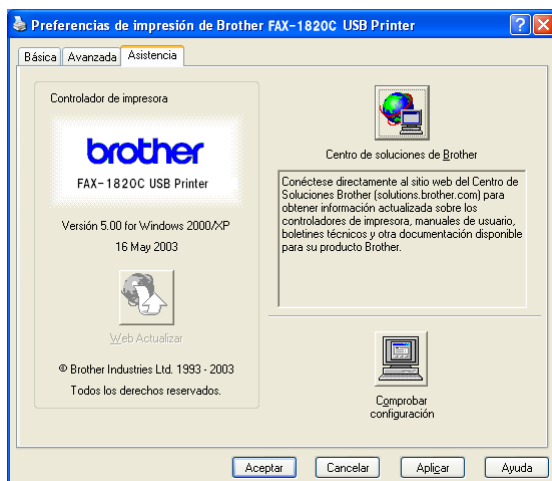 Preferencias de impresión de Brother FAX-1820C USB Printer
Básica Avanzada Asistencia
Controlador de impresora
brother
FAX-1820C USB Printer
Versión 5.00 for Windows 2000/XP
16 May 2003
Web Actualizar
© Brother Industries Ltd. 1993 - 2003
Todos los derechos reservados.
Centro de soluciones de Brother
Conéctese directamente al sitio web del Centro de
Soluciones Brother (solutions.brother.com) para
obtener información actualizada sobre los
controladores de impresora, manuales de usuario,
boletines técnicos y otra documentación disponible
para su producto Brother.
Comprobar
configuración
Aceptar Cancelar Aplicar Ayuda